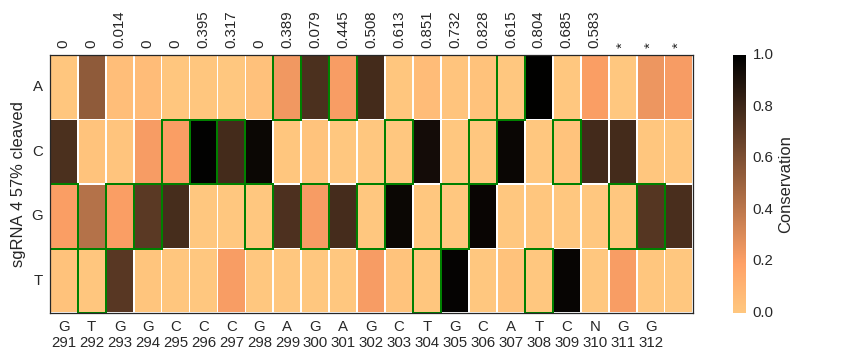 0 0 0.014 0 0 0.395 0.317 0 0.389 0.079 0.445 0.508 0.613 0.851 0.732 0.828 0.615 0.804 0.685 0.583 * * *
sgRNA 4 57% cleaved
A
C
G
T
G T G G C C C G A G A G C T G C A T C N G G
291 292 293 294 295 296 297 298 299 300 301 302 303 304 305 306 307 308 309 310 311 312
1.0
0.8
0.6
0.4
0.2
0.0
Conservation